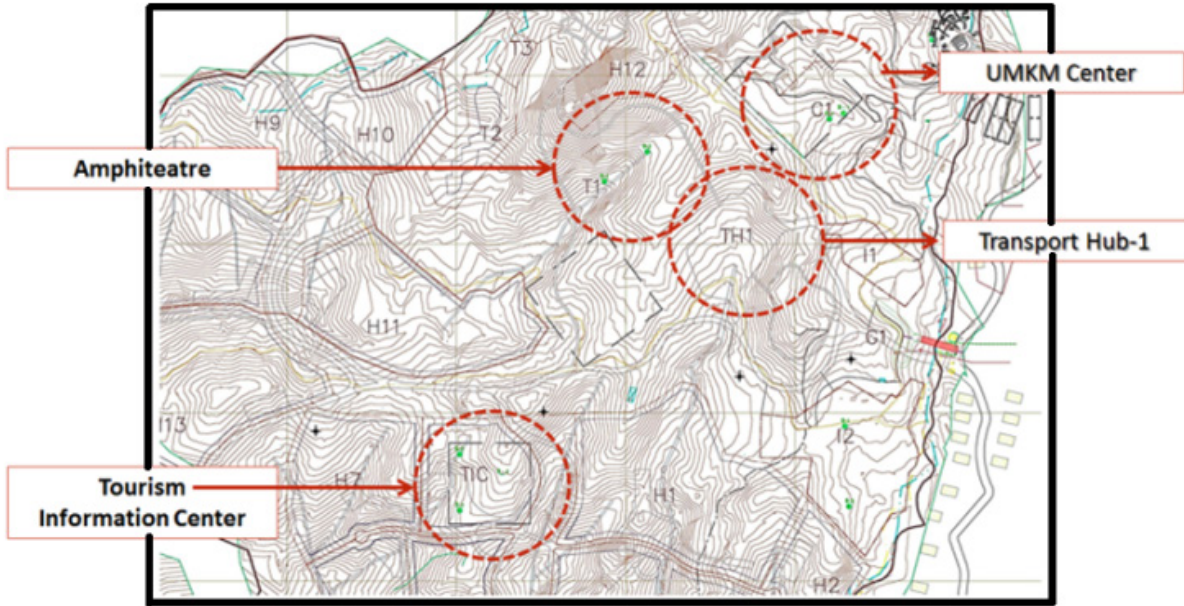 UMKM Center
T3
H12
H9
H10
T2
C1
Amphiteatre
T1
TH1
Transport Hub-1
I1
H11
G1
I13
I2
TIC
H7
H1
Tourism
Information Center
H2